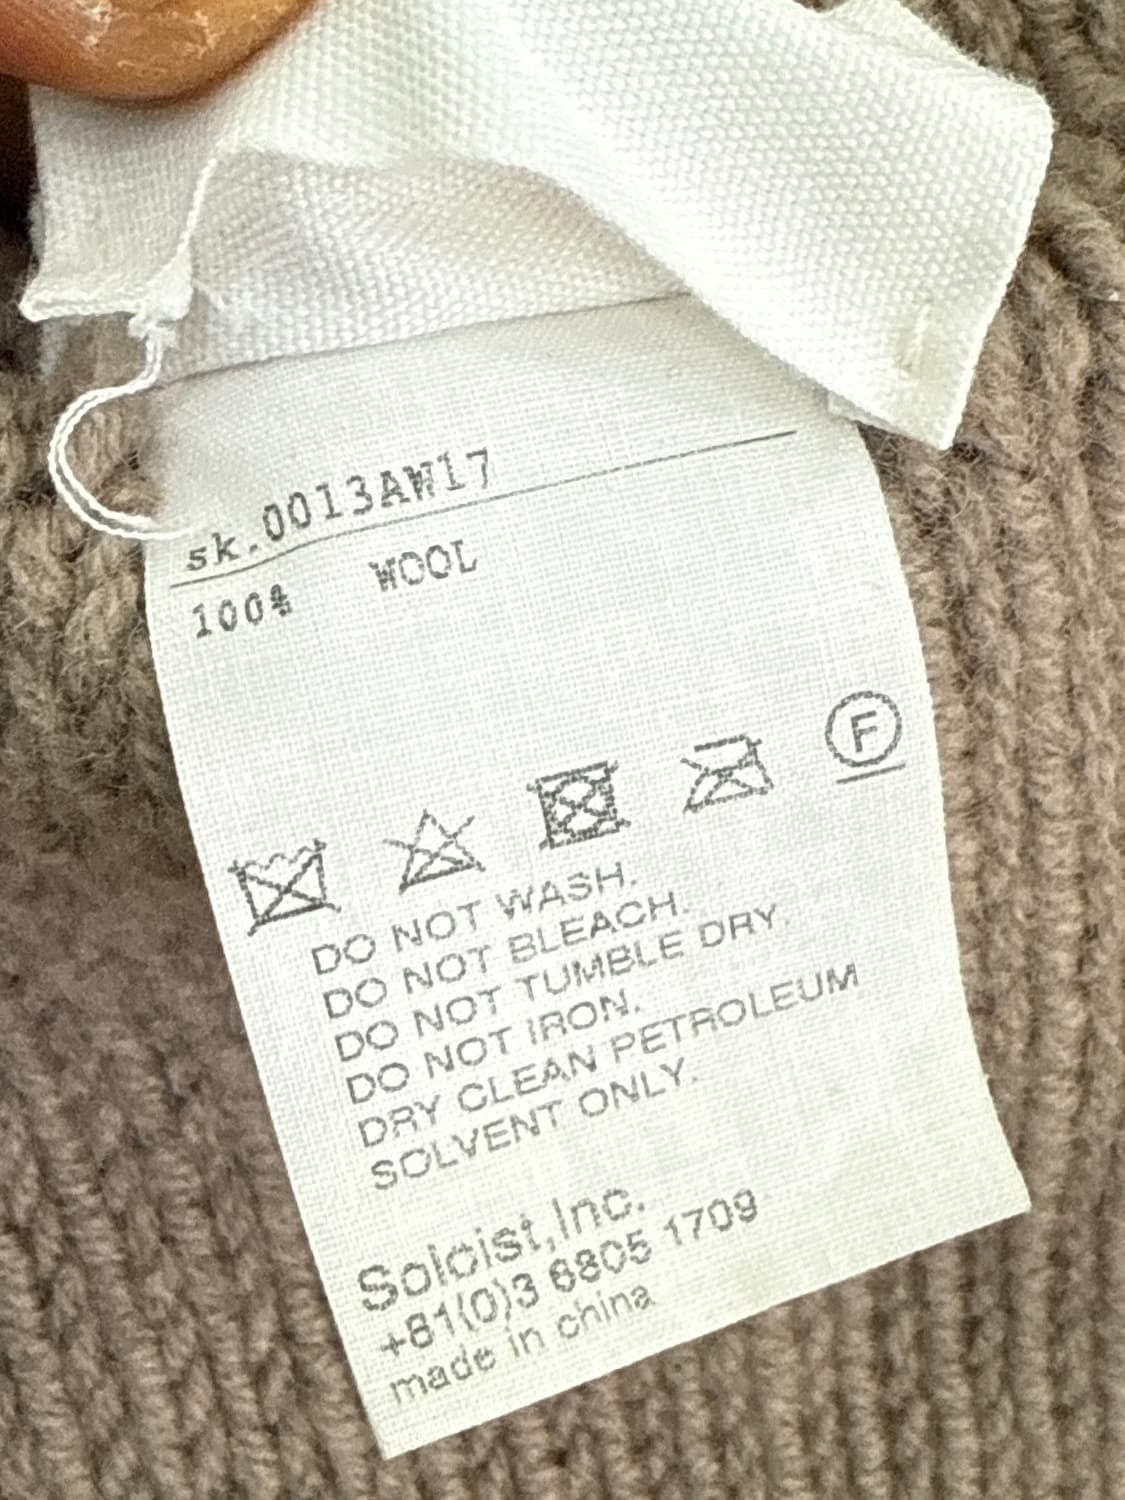 sk.0013AW17
100% WOOL
F
DO NOT WASH.
DO NOT BLEACH.
DO NOT TUMBLE DRY.
DO NOT IRON.
DRY CLEAN PETROLEUM
SOLVENT ONLY.
Soloist,Inc.
+81(0)3 6805 1709
made in china